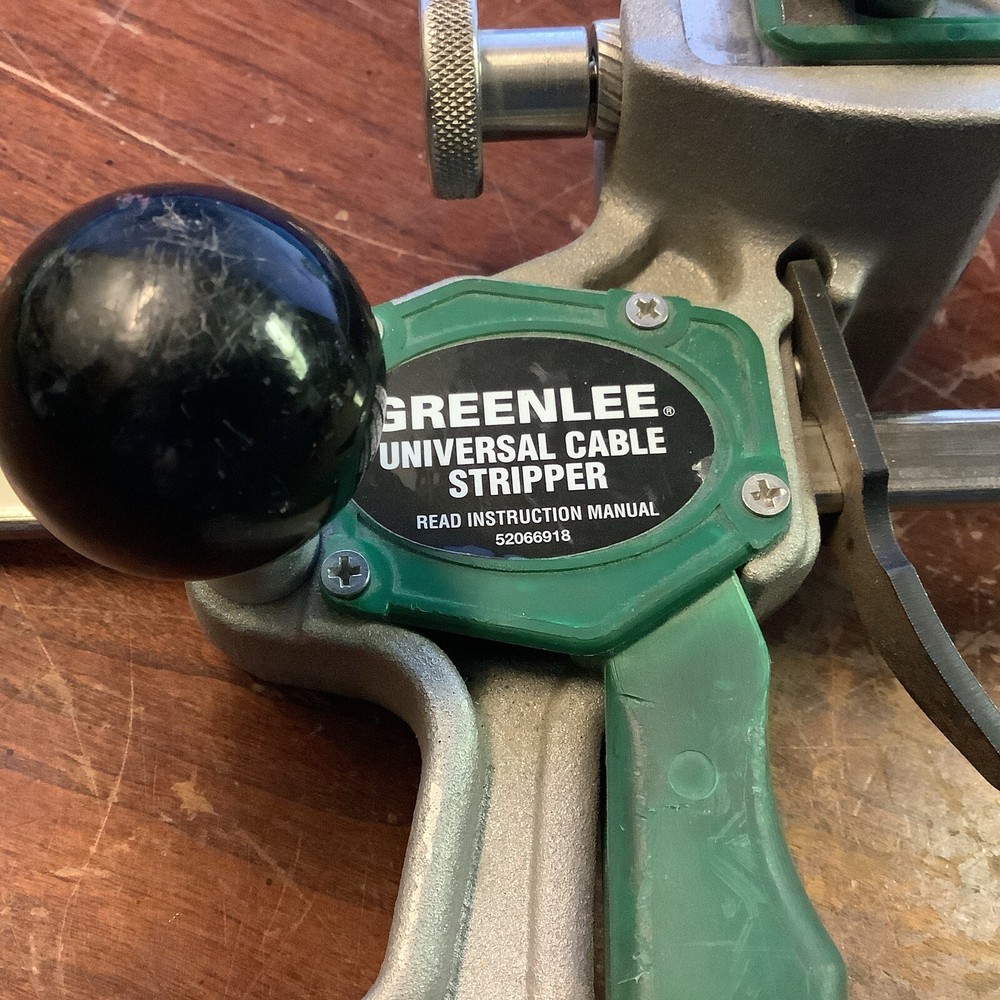 GREENLEE®
UNIVERSAL CABLE
STRIPPER
READ INSTRUCTION MANUAL
52066918